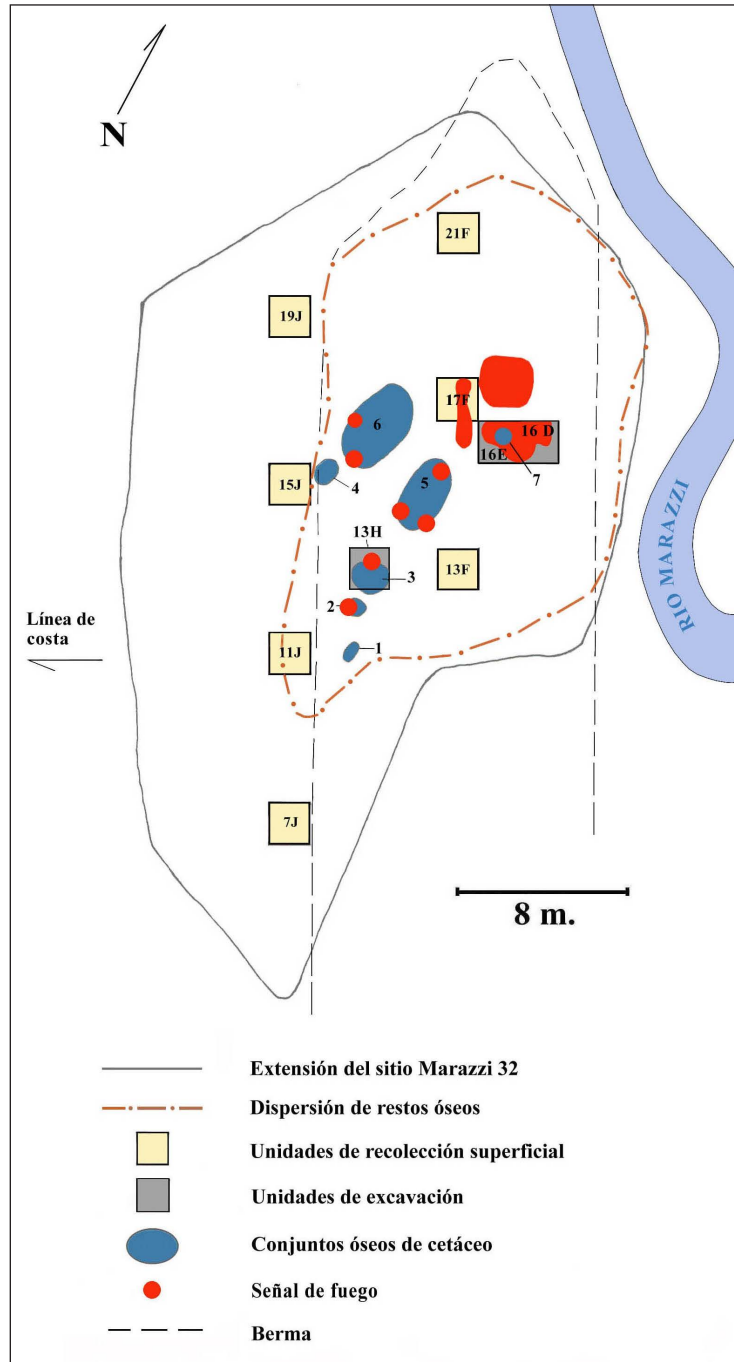 N
21F
19J
17F
6
16 D
16E
7
15J
4
5
13H
3
13F
2
Línea de
costa
11J
1
RIO MARAZZI
7J
8 m.
Extensión del sitio Marazzi 32
Dispersión de restos óseos
Unidades de recolección superficial
Unidades de excavación
Conjuntos óseos de cetáceo
Señal de fuego
Berma